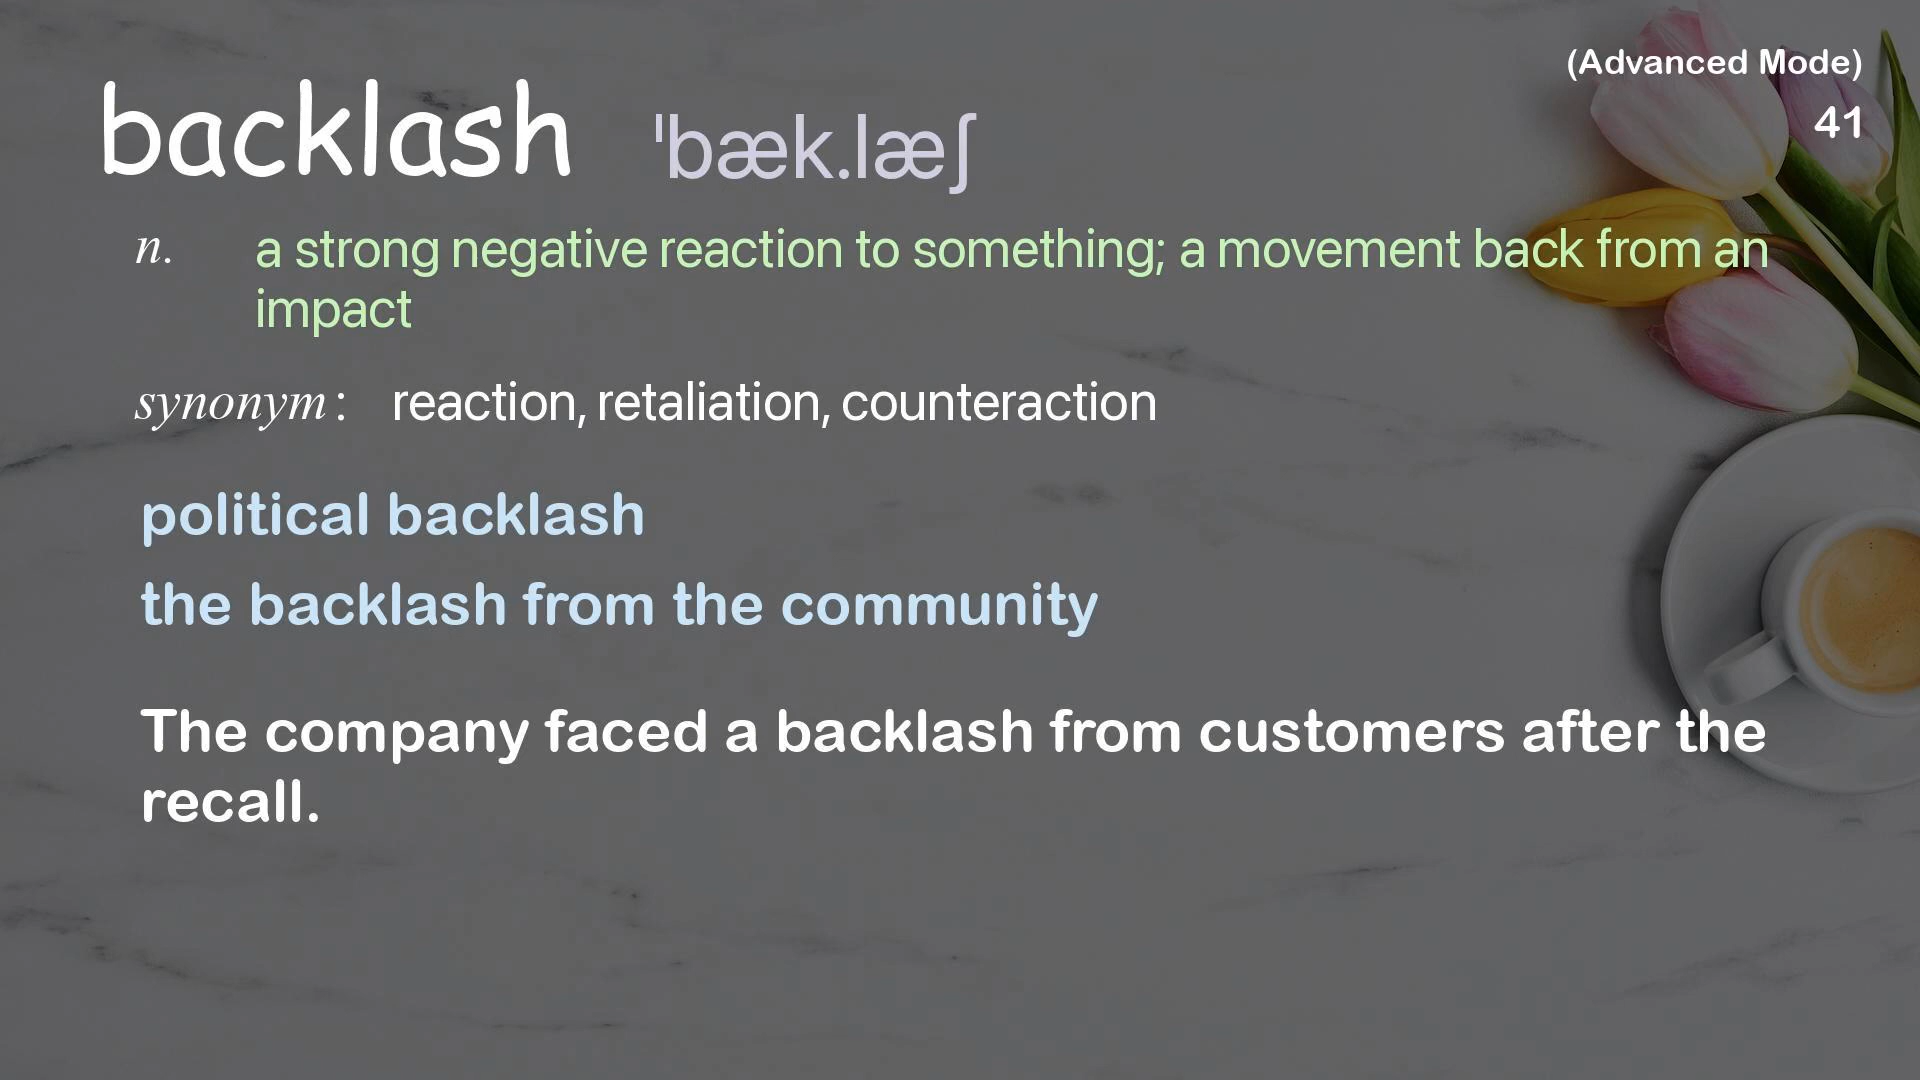 (Advanced Mode)
41
backlash ˈbæk.læʃ
n. a strong negative reaction to something; a movement back from an
impact
synonym: reaction, retaliation, counteraction
political backlash
the backlash from the community
The company faced a backlash from customers after the
recall.